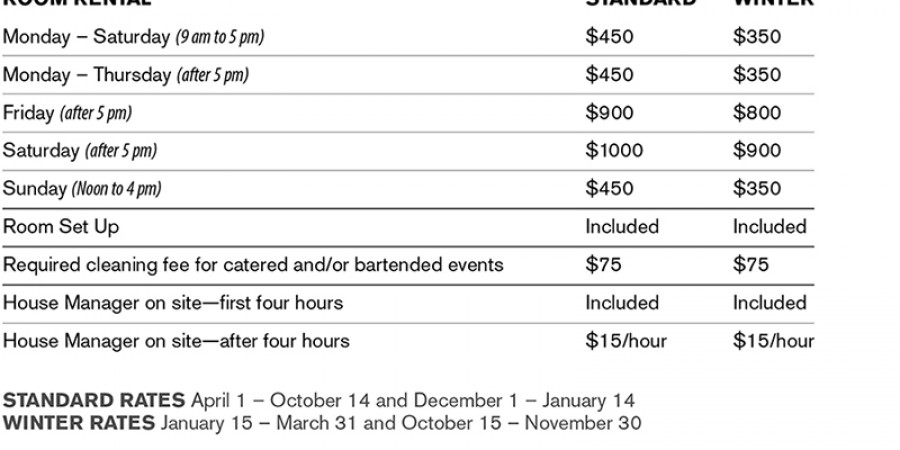 ROOM RENTAL STANDARD WINTER
Monday – Saturday (9 am to 5 pm) $450 $350
Monday – Thursday (after 5 pm) $450 $350
Friday (after 5 pm) $900 $800
Saturday (after 5 pm) $1000 $900
Sunday (Noon to 4 pm) $450 $350
Room Set Up Included Included
Required cleaning fee for catered and/or bartended events $75 $75
House Manager on site—first four hours Included Included
House Manager on site—after four hours $15/hour $15/hour
STANDARD RATES April 1 – October 14 and December 1 – January 14
WINTER RATES January 15 – March 31 and October 15 – November 30